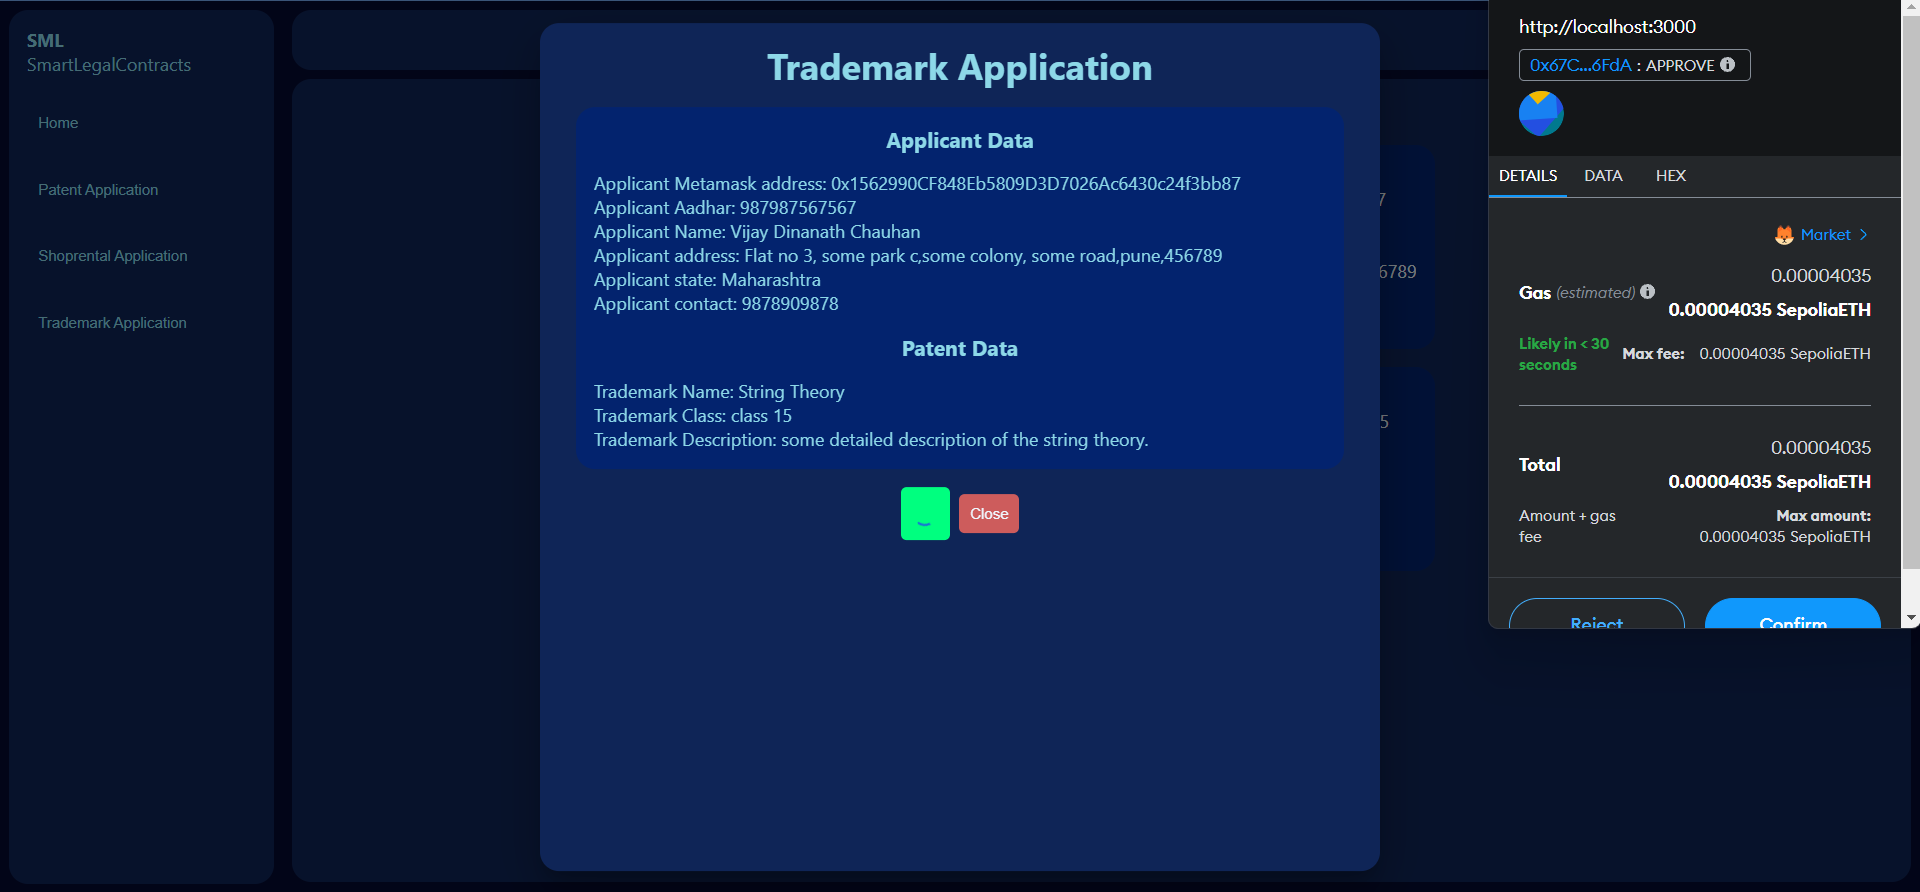 SML
SmartLegalContracts
Home
Patent Application
Shoprental Application
Trademark Application
Trademark Application
Applicant Data
Applicant Metamask address: 0x1562990CF848Eb5809D3D7026Ac6430c24f3bb87
Applicant Aadhar: 987987567567
Applicant Name: Vijay Dinanath Chauhan
Applicant address: Flat no 3, some park c,some colony, some road,pune,456789
Applicant state: Maharashtra
Applicant contact: 9878909878
Patent Data
Trademark Name: String Theory
Trademark Class: class 15
Trademark Description: some detailed description of the string theory.
Close
7
6789
5
http://localhost:3000
0x67C...6FdA : APPROVE
DETAILS DATA HEX
Market
0.00004035
Gas (estimated)
0.00004035 SepoliaETH
Likely in < 30
seconds
Max fee: 0.00004035 SepoliaETH
0.00004035
Total
0.00004035 SepoliaETH
Amount + gas
fee
Max amount:
0.00004035 SepoliaETH
Reject Confirm